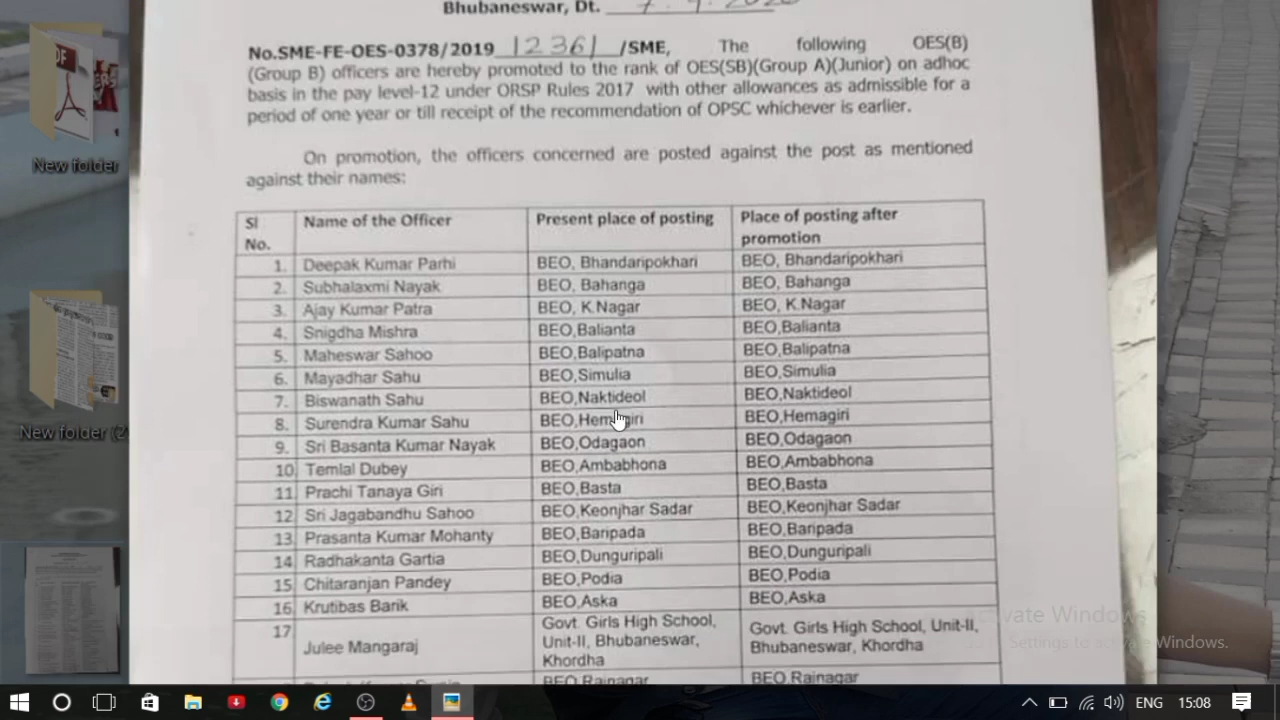 Bhubaneswar, Dt.
No.SME-FE-OES-0378/2019 12361 /SME, The following OES(B)
(Group B) officers are hereby promoted to the rank of OES(SB)(Group A)(Junior) on adhoc
basis in the pay level-12 under ORSP Rules 2017 with other allowances as admissible for a
period of one year or till receipt of the recommendation of OPSC whichever is earlier.
On promotion, the officers concerned are posted against the post as mentioned
against their names:
Sl No. Name of the Officer Present place of posting Place of posting after promotion
1. Deepak Kumar Parhi BEO, Bhandaripokhari BEO, Bhandaripokhari
2. Subhalaxmi Nayak BEO, Bahanga BEO, Bahanga
3. Ajay Kumar Patra BEO, K.Nagar BEO, K.Nagar
4. Snigdha Mishra BEO,Balianta BEO,Balianta
5. Maheswar Sahoo BEO,Balipatna BEO,Balipatna
6. Mayadhar Sahu BEO,Simulia BEO,Simulia
7. Biswanath Sahu BEO,Naktideol BEO,Naktideol
8. Surendra Kumar Sahu BEO,Hemagiri BEO,Hemagiri
9. Sri Basanta Kumar Nayak BEO,Odagaon BEO,Odagaon
10. Temlal Dubey BEO,Ambabhona BEO,Ambabhona
11. Prachi Tanaya Giri BEO,Basta BEO,Basta
12. Sri Jagabandhu Sahoo BEO,Keonjhar Sadar BEO,Keonjhar Sadar
13. Prasanta Kumar Mohanty BEO,Baripada BEO,Baripada
14. Radhakanta Gartia BEO,Dunguripali BEO,Dunguripali
15. Chitaranjan Pandey BEO,Podia BEO,Podia
16. Krutibas Barik BEO,Aska BEO,Aska
17. Julee Mangaraj Govt. Girls High School, Unit-II, Bhubaneswar, Khordha Govt. Girls High School, Unit-II, Bhubaneswar, Khordha
BEO,Rajnagar BEO,Rajnagar
New folder
New folder (2
Activate Windows
Settings to activate Windows.
ENG 15:08